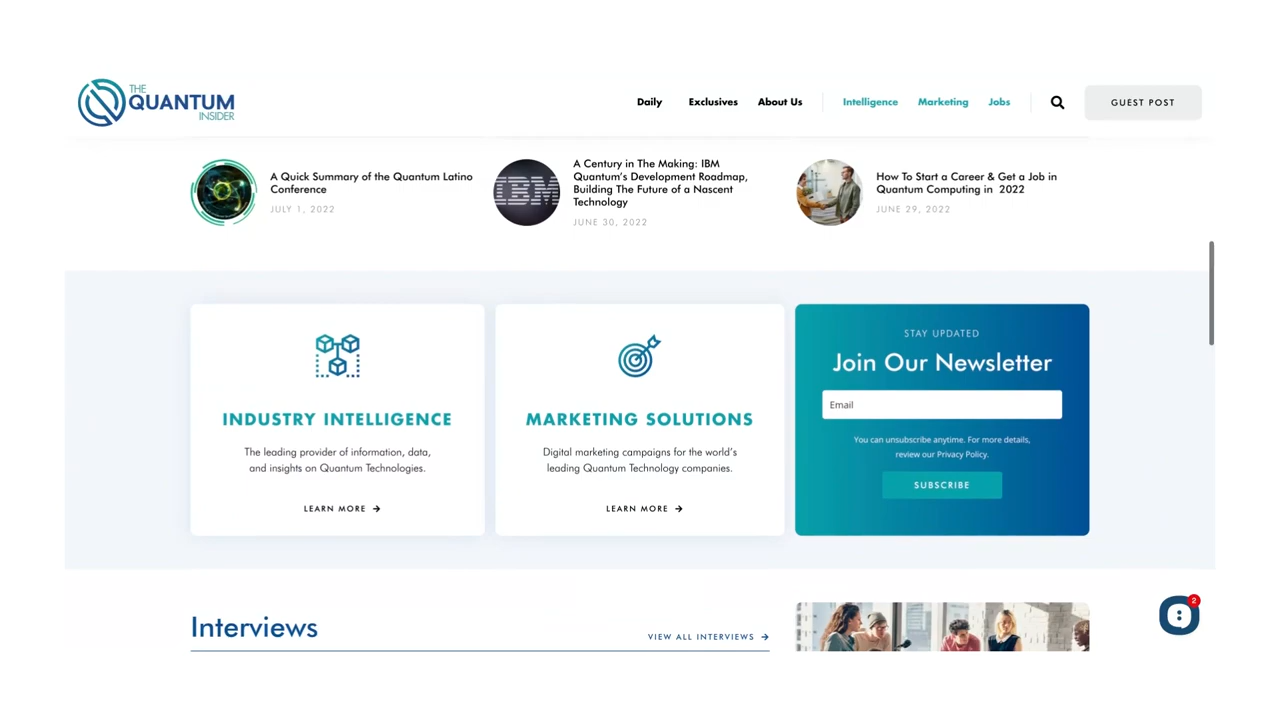 THE
QUANTUM
INSIDER
Daily
Exclusives
About Us
Intelligence
Marketing
Jobs
GUEST POST
A Quick Summary of the Quantum Latino
Conference
JULY 1, 2022
IBM
A Century in The Making: IBM
Quantum's Development Roadmap,
Building The Future of a Nascent
Technology
JUNE 30, 2022
How To Start a Career & Get a Job in
Quantum Computing in 2022
JUNE 29, 2022
INDUSTRY INTELLIGENCE
The leading provider of information, data,
and insights on Quantum Technologies.
LEARN MORE →
MARKETING SOLUTIONS
Digital marketing campaigns for the world's
leading Quantum Technology companies.
LEARN MORE →
STAY UPDATED
Join Our Newsletter
Email
You can unsubscribe anytime. For more details,
review our Privacy Policy.
SUBSCRIBE
Interviews
VIEW ALL INTERVIEWS →
2